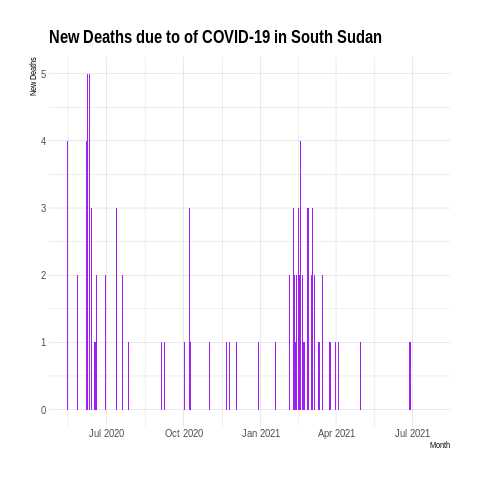 New Deaths due to of COVID-19 in South Sudan
New Deaths
5
4
3
2
1
0
Jul 2020 Oct 2020 Jan 2021 Apr 2021 Jul 2021
Month